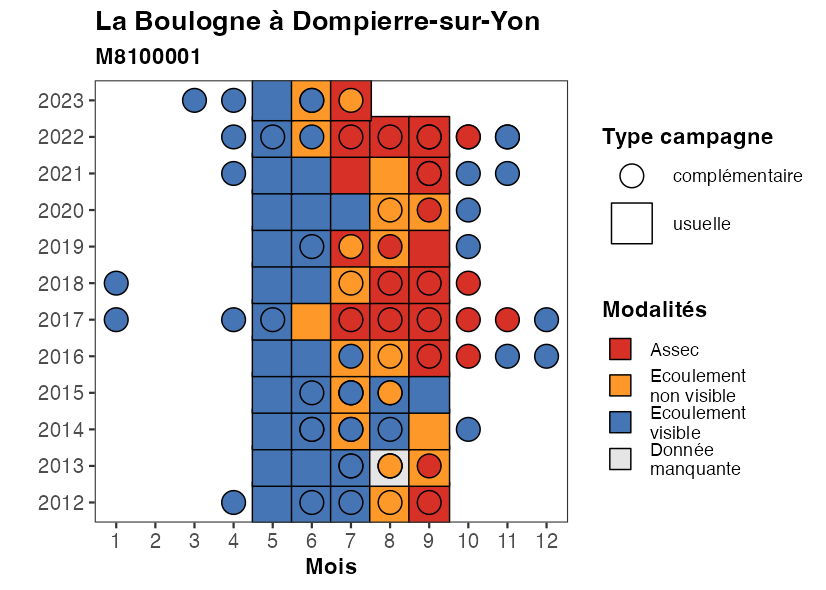 La Boulogne à Dompierre-sur-Yon
M8100001
2023
2022
2021
2020
2019
2018
2017
2016
2015
2014
2013
2012
1 2 3 4 5 6 7 8 9 10 11 12
Mois
Type campagne
complémentaire
usuelle
Modalités
Assec
Ecoulement
non visible
Ecoulement
visible
Donnée
manquante